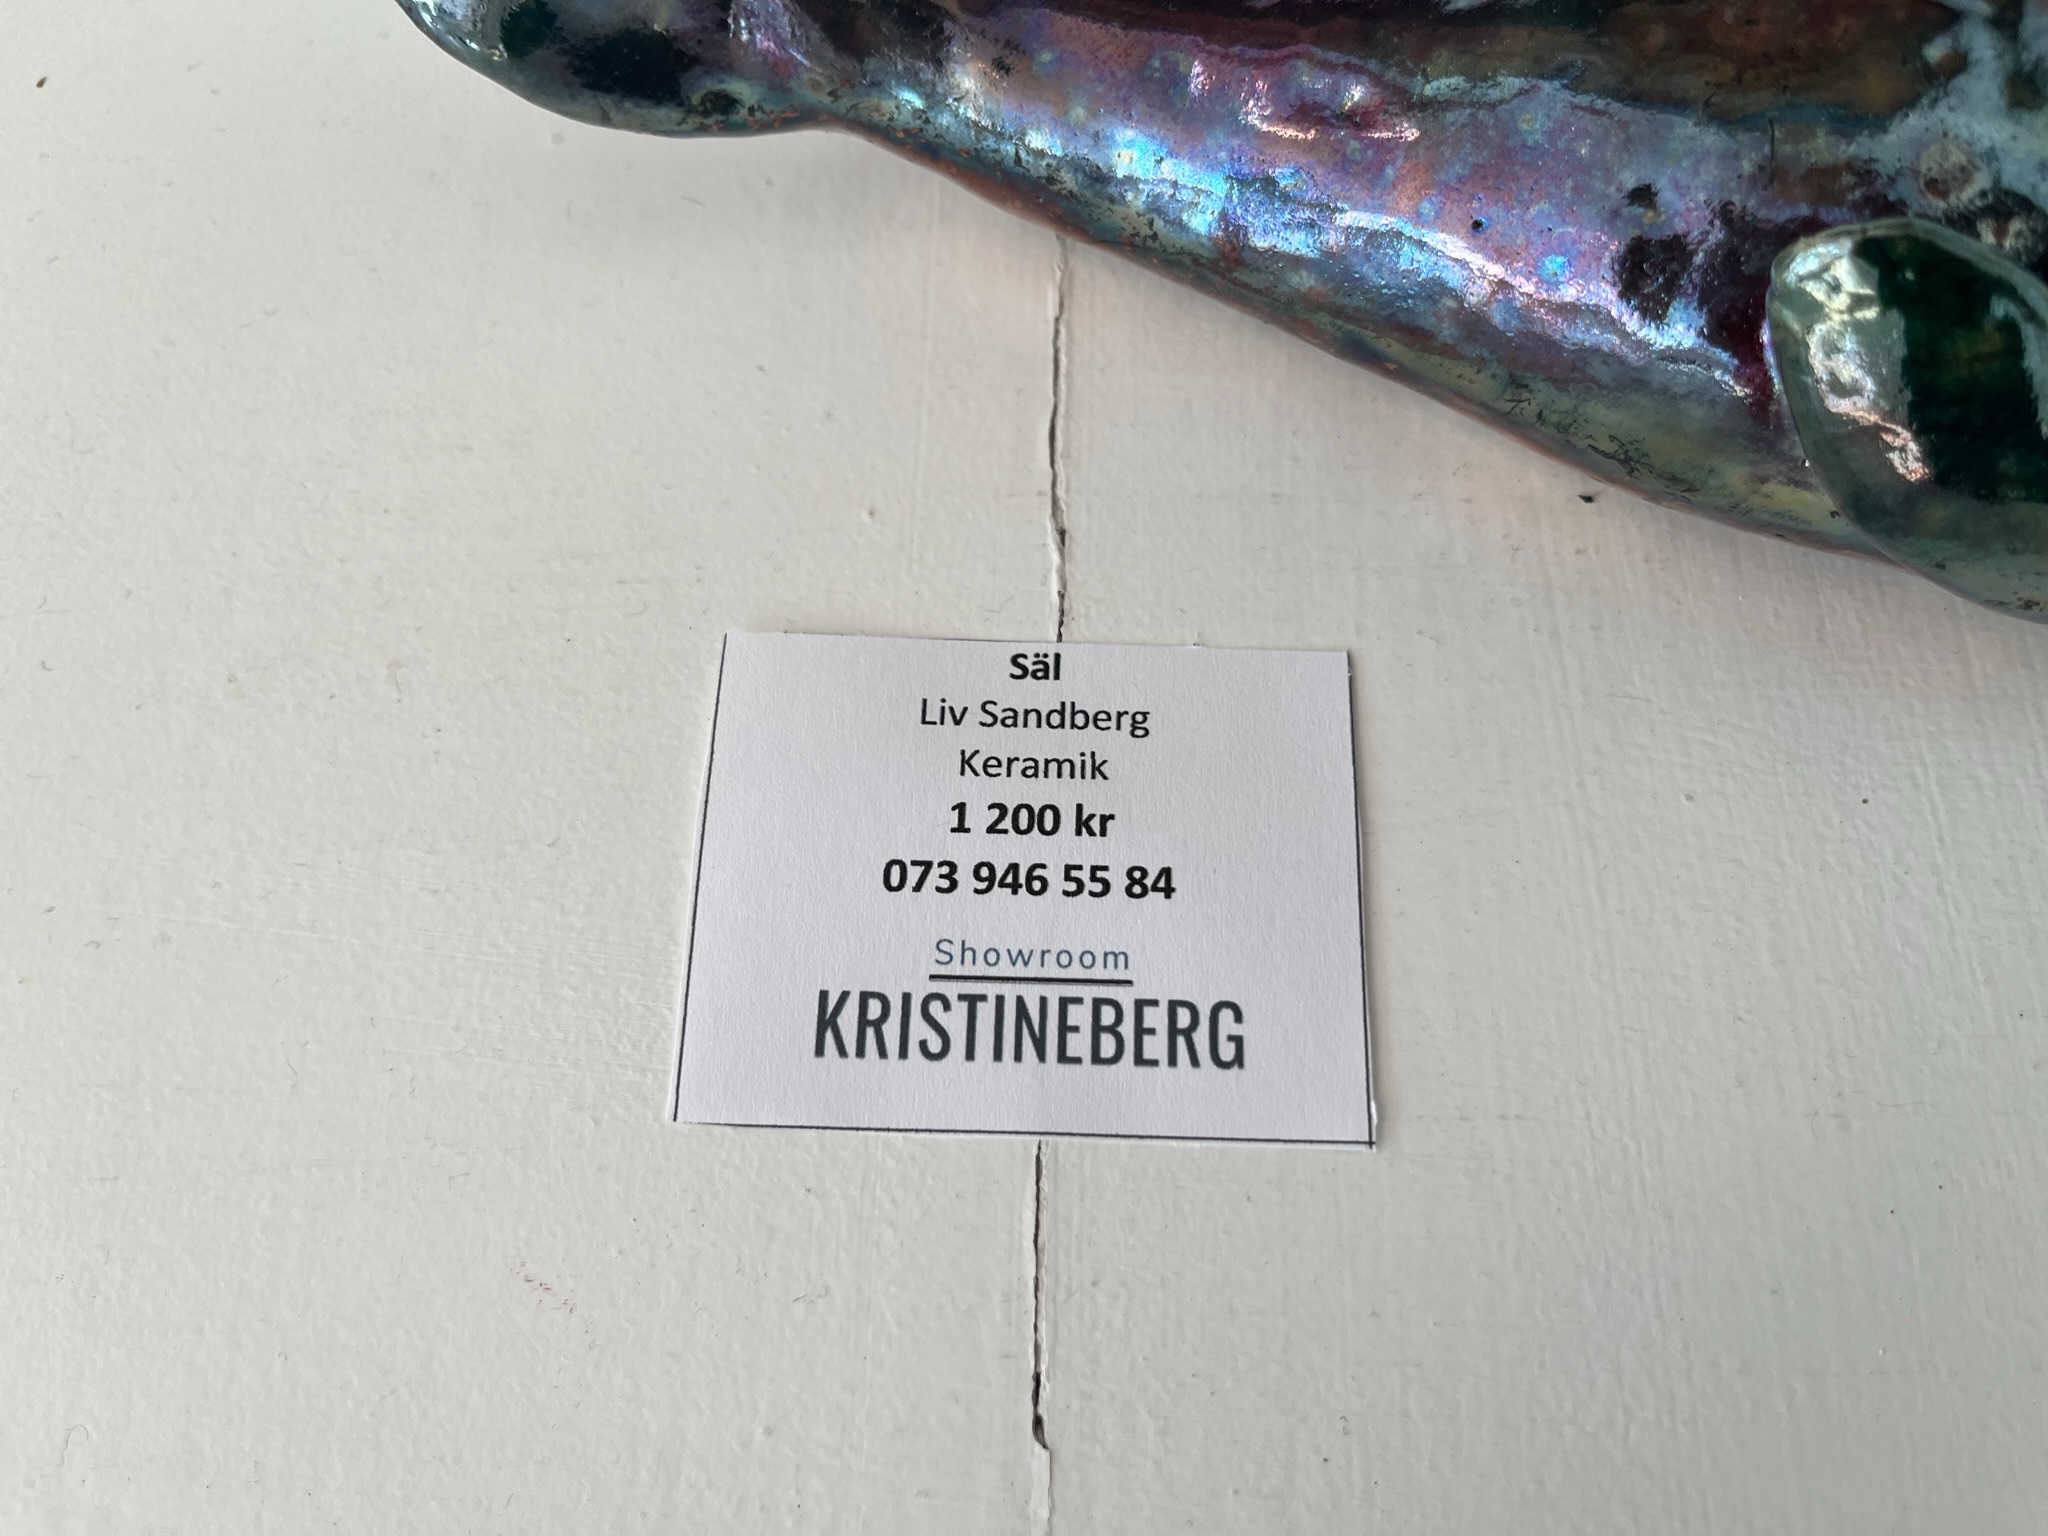 Säl
Liv Sandberg
Keramik
1 200 kr
073 946 55 84
Showroom
KRISTINEBERG